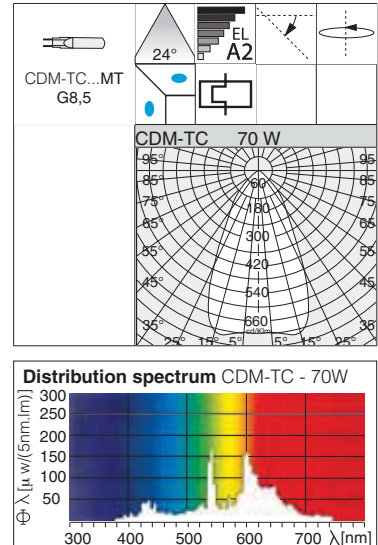 24°
EL
A2
CDM-TC...MT
G8,5
CDM-TC 70 W
95° 95
85° 60 85
75° 180 75
65° 300 65
55° 420 55
45° 540 45
35° 660 35
cd/Klm
25° 15° 5° 5° 15° 25°
Distribution spectrum CDM-TC - 70W
300
250
200
150
100
50
λ [µ w/(5nm.lm)]
300 400 500 600 700 λ[nm]